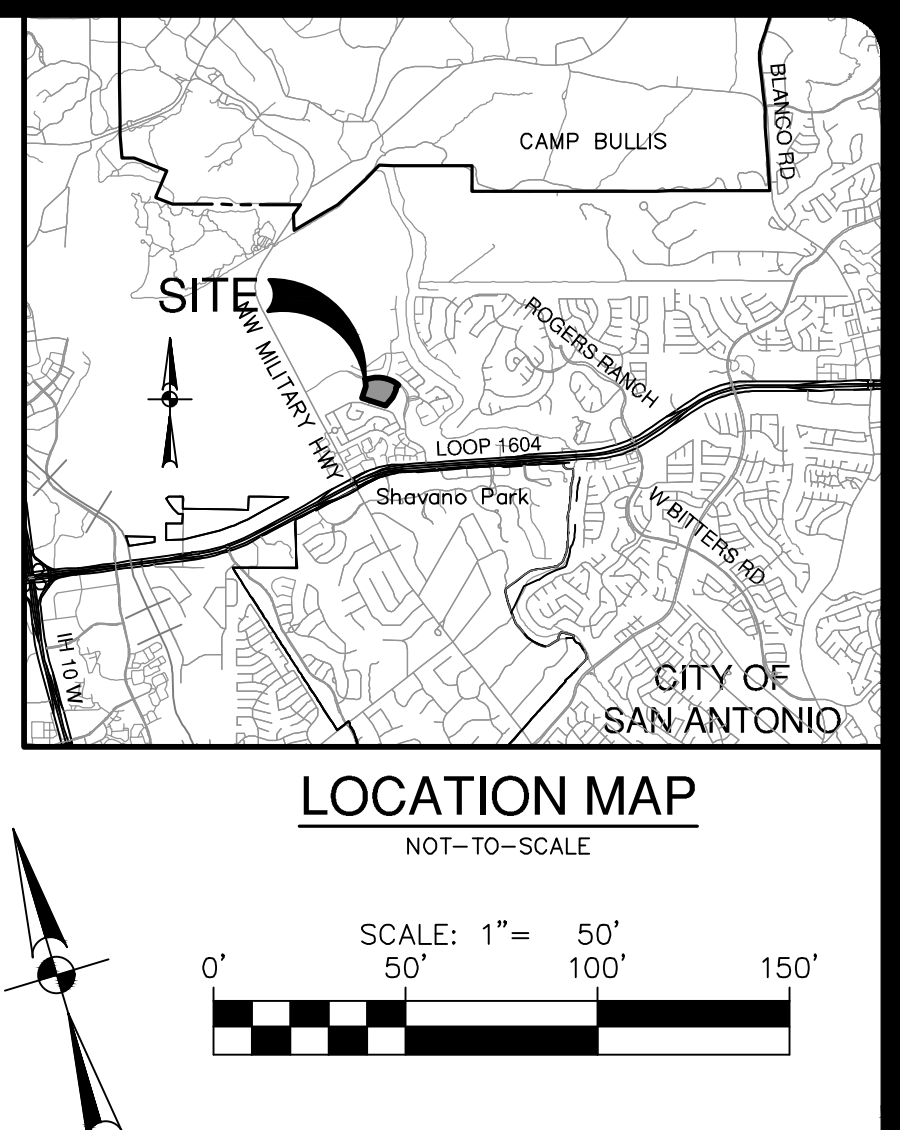 CAMP BULLIS
BLANCO RD
SITE
NW MILITARY HWY
ROGERS RANCH
LOOP 1604
Shavano Park
W BITTERS RD
IH 10 W
CITY OF
SAN ANTONIO
LOCATION MAP
NOT-TO-SCALE
SCALE: 1"= 50'
0' 50' 100' 150'